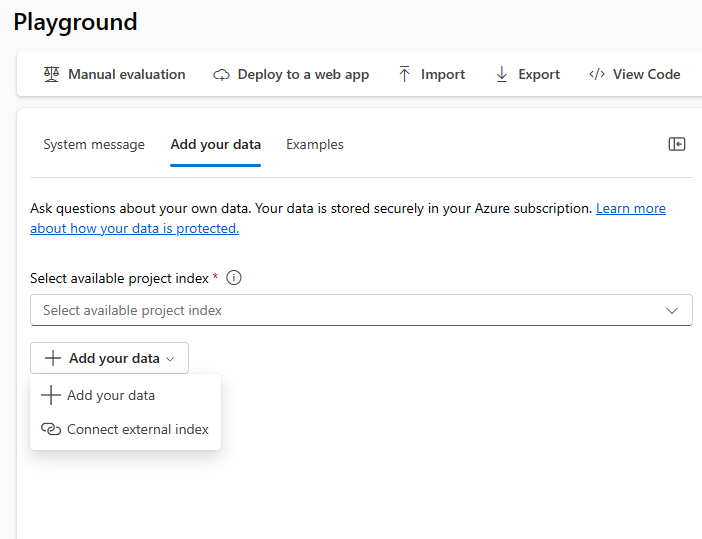 Playground
Manual evaluation Deploy to a web app Import Export View Code
System message Add your data Examples
Ask questions about your own data. Your data is stored securely in your Azure subscription. Learn more
about how your data is protected.
Select available project index *
Select available project index
Add your data
Add your data
Connect external index